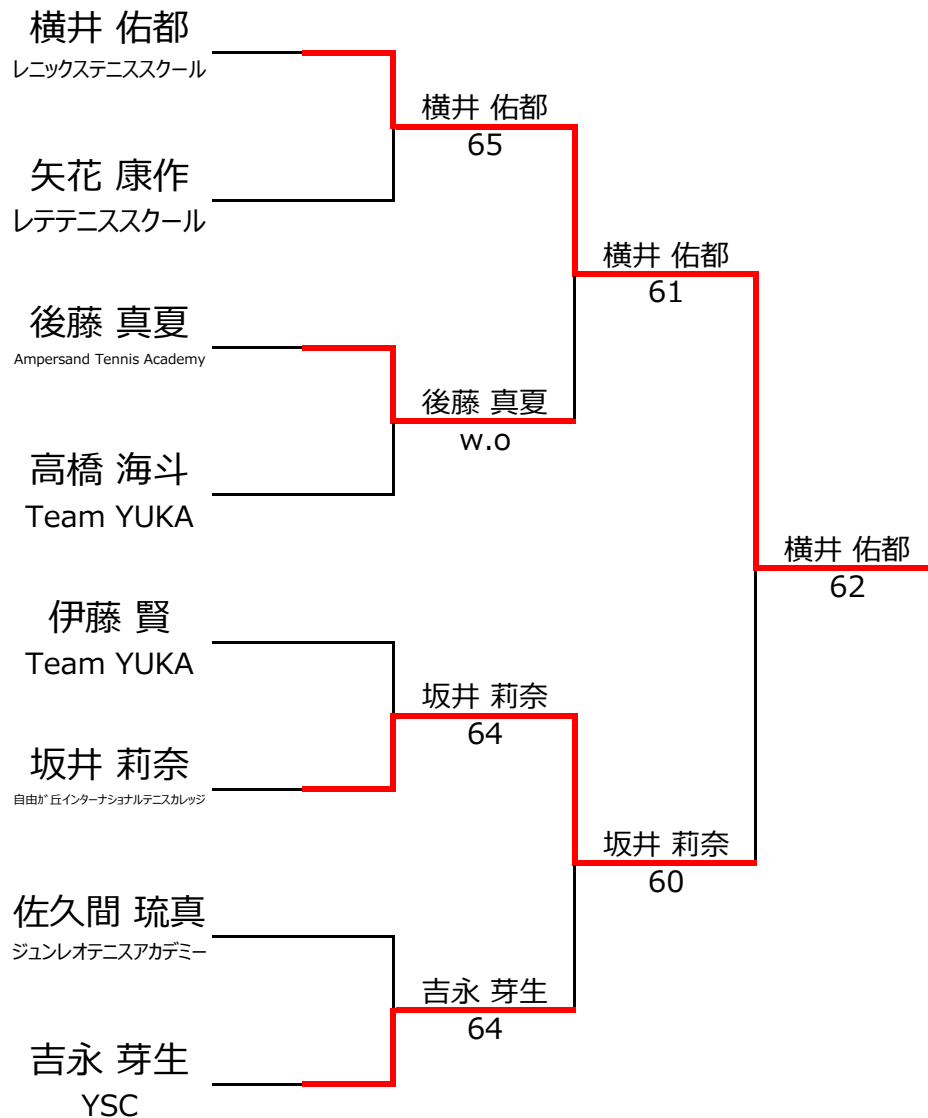 横井 佑都
レニックステニススクール
横井 佑都
65
矢花 康作
レテテニススクール
横井 佑都
61
後藤 真夏
Ampersand Tennis Academy
後藤 真夏
w.o
高橋 海斗
Team YUKA
横井 佑都
62
伊藤 賢
Team YUKA
坂井 莉奈
64
坂井 莉奈
自由が丘インターナショナルテニスカレッジ
坂井 莉奈
60
佐久間 琉真
ジュンレオテニスアカデミー
吉永 芽生
64
吉永 芽生
YSC